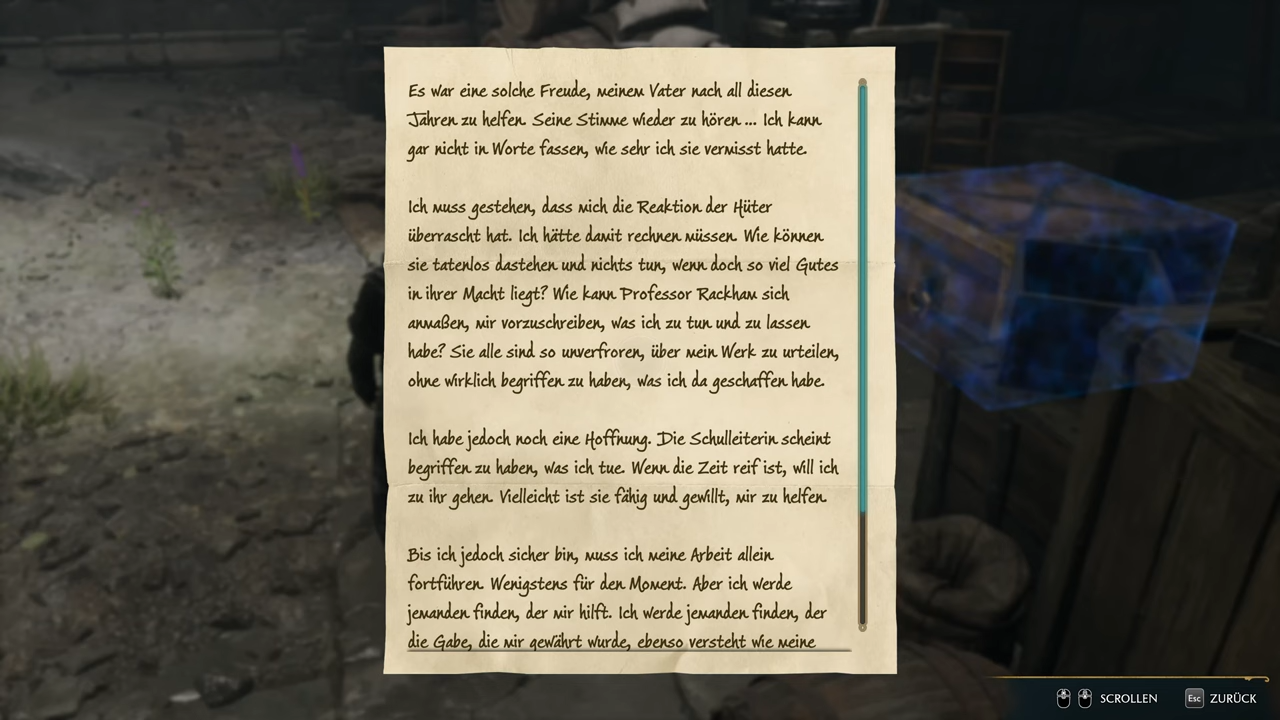 Es war eine solche Freude, meinem Vater nach all diesen
Jahren zu helfen. Seine Stimme wieder zu hören ... Ich kann
gar nicht in Worte fassen, wie sehr ich sie vermisst hatte.
Ich muss gestehen, dass mich die Reaktion der Hüter
überrascht hat. Ich hätte damit rechnen müssen. Wie können
sie tatenlos dastehen und nichts tun, wenn doch so viel Gutes
in ihrer Macht liegt? Wie kann Professor Rackham sich
anmaßen, mir vorzuschreiben, was ich zu tun und zu lassen
habe? Sie alle sind so unverfroren, über mein Werk zu urteilen,
ohne wirklich begriffen zu haben, was ich da geschaffen habe.
Ich habe jedoch noch eine Hoffnung. Die Schulleiterin scheint
begriffen zu haben, was ich tue. Wenn die Zeit reif ist, will ich
zu ihr gehen. Vielleicht ist sie fähig und gewillt, mir zu helfen.
Bis ich jedoch sicher bin, muss ich meine Arbeit allein
fortführen. Wenigstens für den Moment. Aber ich werde
jemanden finden, der mir hilft. Ich werde jemanden finden, der
die Gabe, die mir gewährt wurde, ebenso versteht wie meine
SCROLLEN
Esc ZURÜCK